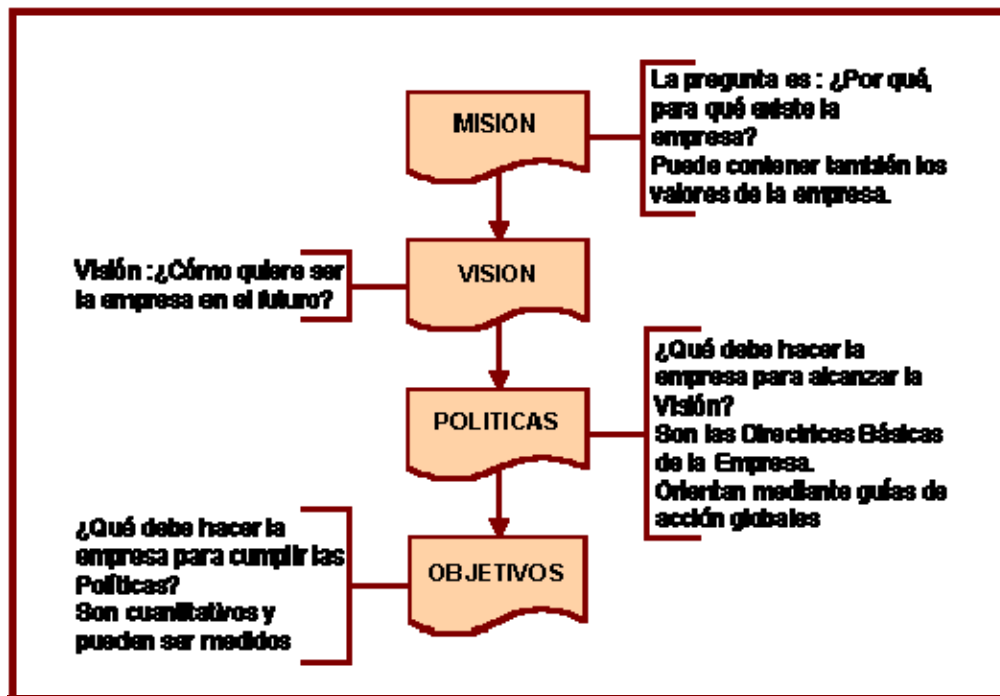 MISION
La pregunta es : ¿Por qué,
para qué existe la
empresa?
Puede contener también los
valores de la empresa.
VISION
Visión :¿Cómo quiere ser
la empresa en el futuro?
POLITICAS
¿Qué debe hacer la
empresa para alcanzar la
Visión?
Son las Directrices Básicas
de la Empresa.
Orientan mediante guías de
acción globales
OBJETIVOS
¿Qué debe hacer la
empresa para cumplir las
Políticas?
Son cuantitativos y
pueden ser medidos